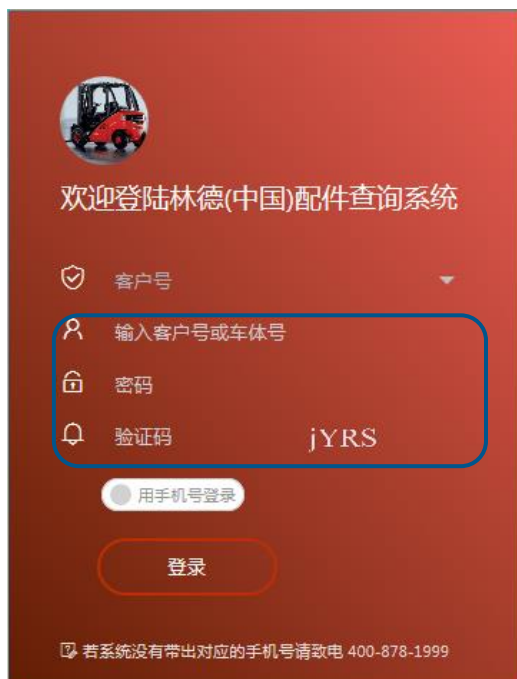 欢迎登陆林德(中国)配件查询系统
客户号
输入客户号或车体号
密码
验证码 jYRS
用手机号登录
登录
若系统没有带出对应的手机号请致电 400-878-1999